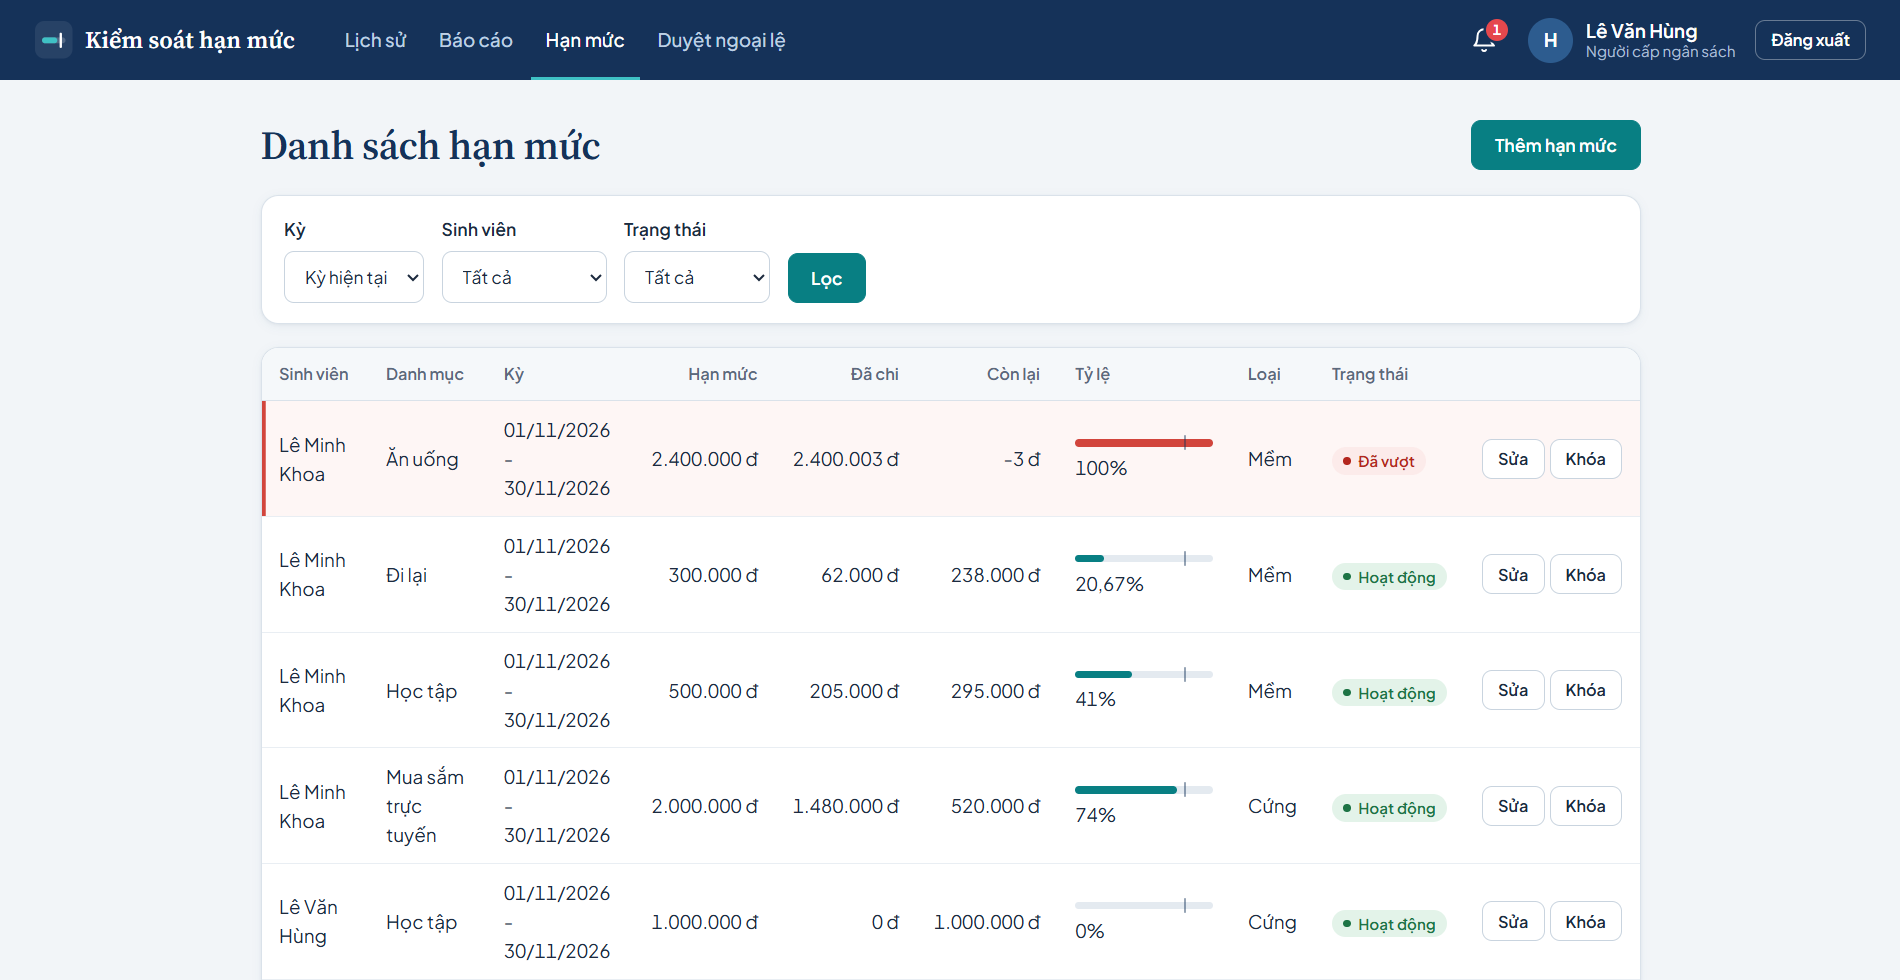 Kiểm soát hạn mức
Lịch sử
Báo cáo
Hạn mức
Duyệt ngoại lệ
1
H
Lê Văn Hùng
Người cấp ngân sách
Đăng xuất
Danh sách hạn mức
Thêm hạn mức
Kỳ
Sinh viên
Trạng thái
Kỳ hiện tại
Tất cả
Tất cả
Lọc
Sinh viên Danh mục Kỳ Hạn mức Đã chi Còn lại Tỷ lệ Loại Trạng thái
Lê Minh Khoa Ăn uống 01/11/2026 - 30/11/2026 2.400.000 đ 2.400.003 đ -3 đ 100% Mềm Đã vượt Sửa Khóa
Lê Minh Khoa Đi lại 01/11/2026 - 30/11/2026 300.000 đ 62.000 đ 238.000 đ 20,67% Mềm Hoạt động Sửa Khóa
Lê Minh Khoa Học tập 01/11/2026 - 30/11/2026 500.000 đ 205.000 đ 295.000 đ 41% Mềm Hoạt động Sửa Khóa
Lê Minh Khoa Mua sắm trực tuyến 01/11/2026 - 30/11/2026 2.000.000 đ 1.480.000 đ 520.000 đ 74% Cứng Hoạt động Sửa Khóa
Lê Văn Hùng Học tập 01/11/2026 - 30/11/2026 1.000.000 đ 0 đ 1.000.000 đ 0% Cứng Hoạt động Sửa Khóa